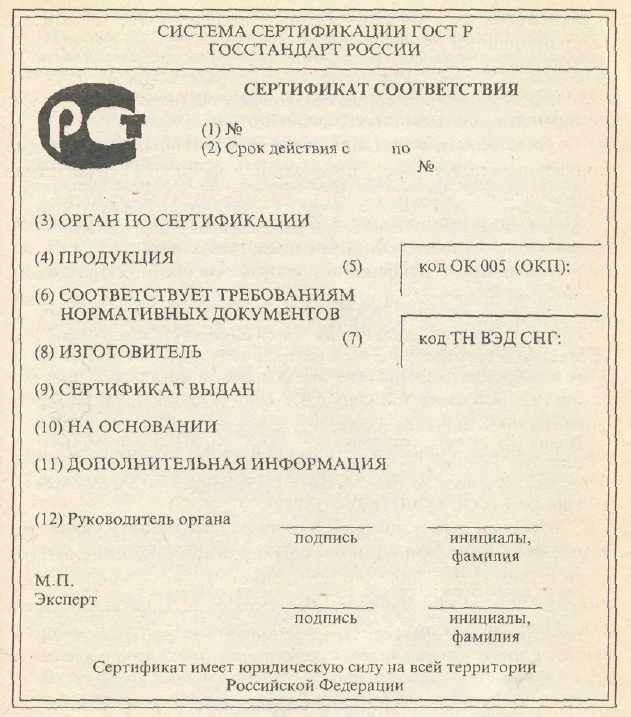 СИСТЕМА СЕРТИФИКАЦИИ ГОСТ Р
ГОССТАНДАРТ РОССИИ
СЕРТИФИКАТ СООТВЕТСТВИЯ
РСТ
(1) №
(2) Срок действия с по
№
(3) ОРГАН ПО СЕРТИФИКАЦИИ
(4) ПРОДУКЦИЯ
(5) код ОК 005 (ОКП):
(6) СООТВЕТСТВУЕТ ТРЕБОВАНИЯМ
НОРМАТИВНЫХ ДОКУМЕНТОВ
(7) код ТН ВЭД СНГ:
(8) ИЗГОТОВИТЕЛЬ
(9) СЕРТИФИКАТ ВЫДАН
(10) НА ОСНОВАНИИ
(11) ДОПОЛНИТЕЛЬНАЯ ИНФОРМАЦИЯ
(12) Руководитель органа
подпись инициалы,
фамилия
М.П.
Эксперт
подпись инициалы,
фамилия
Сертификат имеет юридическую силу на всей территории
Российской Федерации